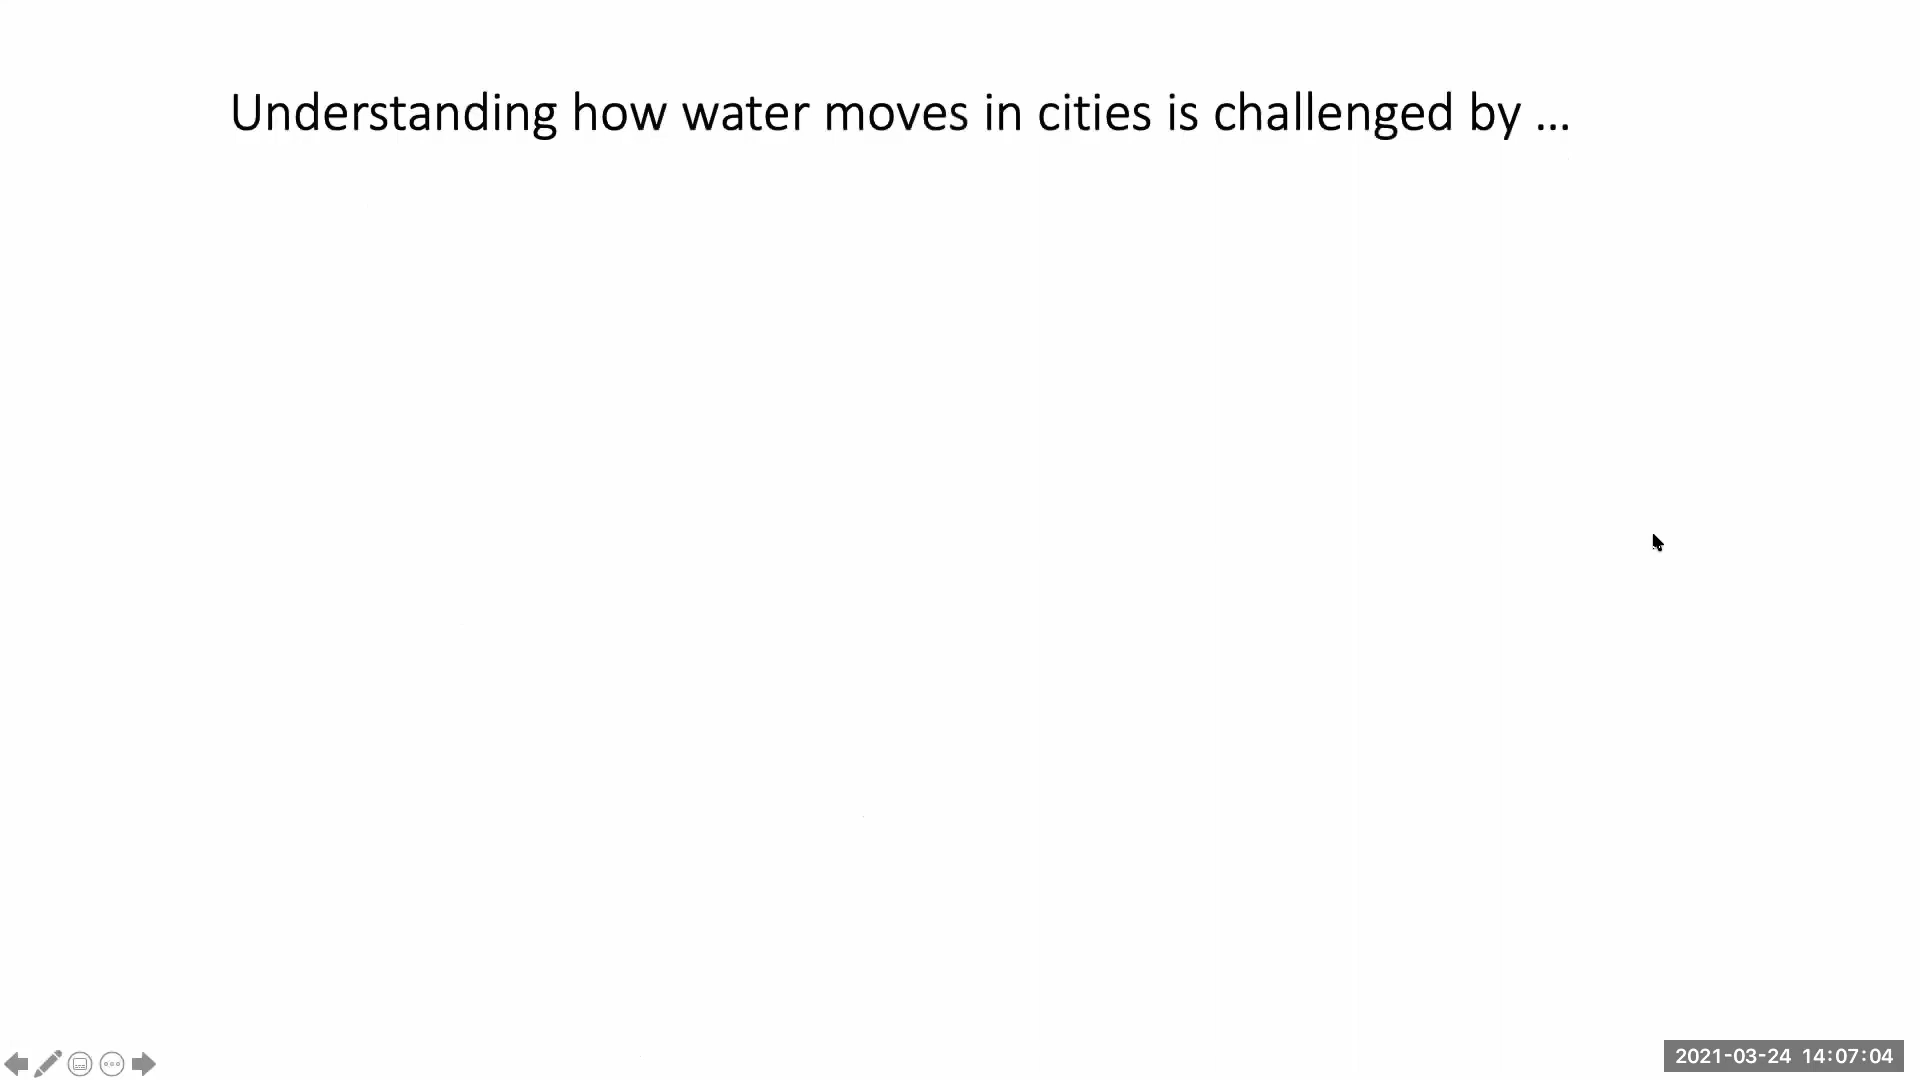 Understanding how water moves in cities is challenged by ...
2021-03-24 14:07:04